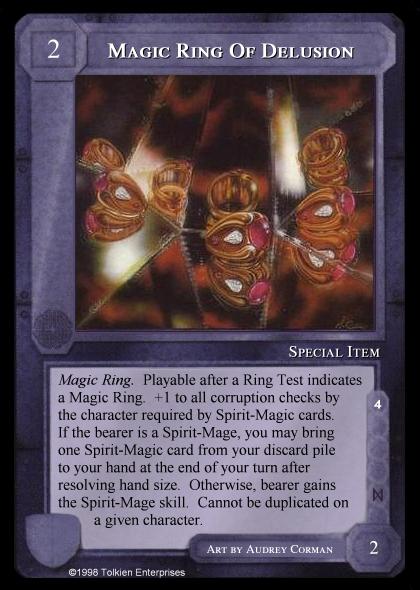 2
MAGIC RING OF DELUSION
SPECIAL ITEM
Magic Ring. Playable after a Ring Test indicates
a Magic Ring. +1 to all corruption checks by
the character required by Spirit-Magic cards.
If the bearer is a Spirit-Mage, you may bring
one Spirit-Magic card from your discard pile
to your hand at the end of your turn after
resolving hand size. Otherwise, bearer gains
the Spirit-Mage skill. Cannot be duplicated on
a given character.
4
ART BY AUDREY CORMAN
2
©1998 Tolkien Enterprises